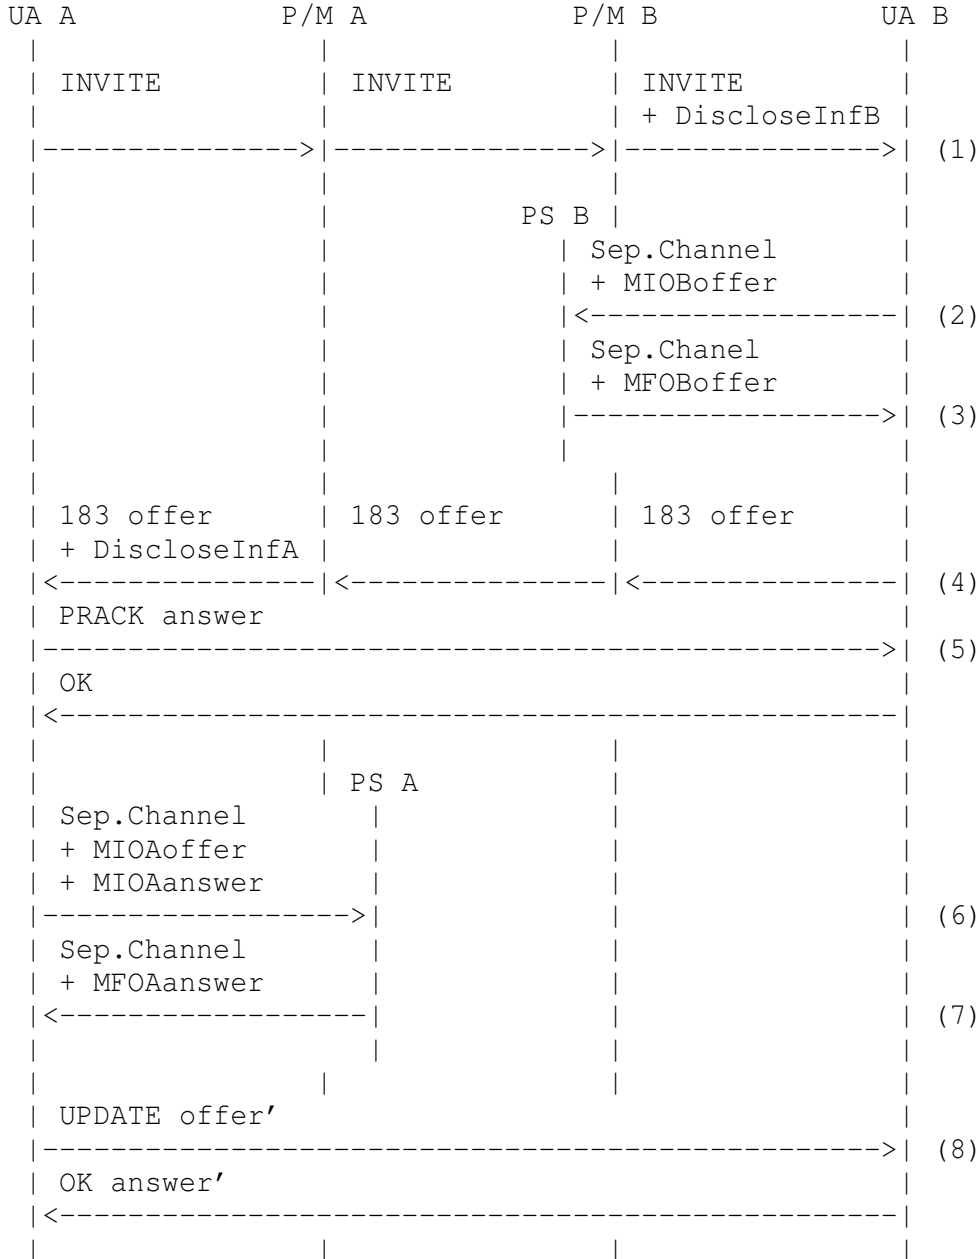 UA A P/M A P/M B UA B
INVITE INVITE INVITE
+ DiscloseInfB
(1)
PS B
Sep.Channel
+ MIOBoffer
(2)
Sep.Chanel
+ MFOBoffer
(3)
183 offer 183 offer 183 offer
+ DiscloseInfA
(4)
PRACK answer
(5)
OK
PS A
Sep.Channel
+ MIOAoffer
+ MIOAanswer
(6)
Sep.Channel
+ MFOAanswer
(7)
UPDATE offer’
(8)
OK answer’